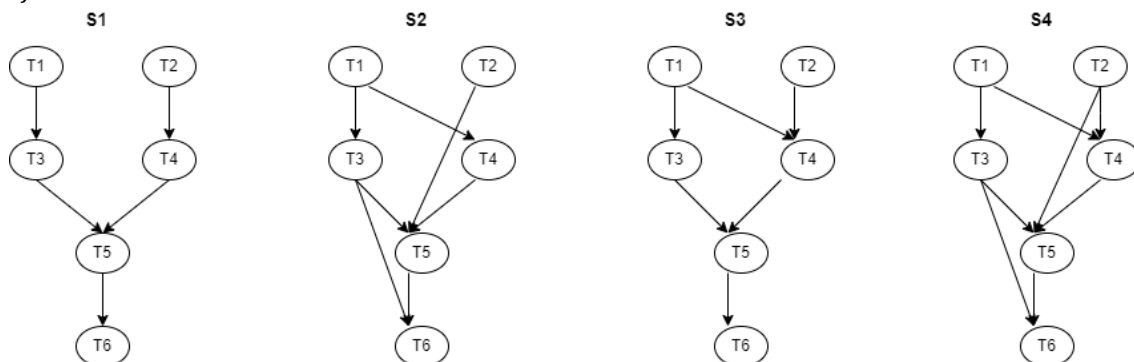 S1 S2 S3 S4
T1 T2 T1 T2 T1 T2 T1 T2
T3 T4 T3 T4 T3 T4 T3 T4
T5 T5 T5 T5
T6 T6 T6 T6